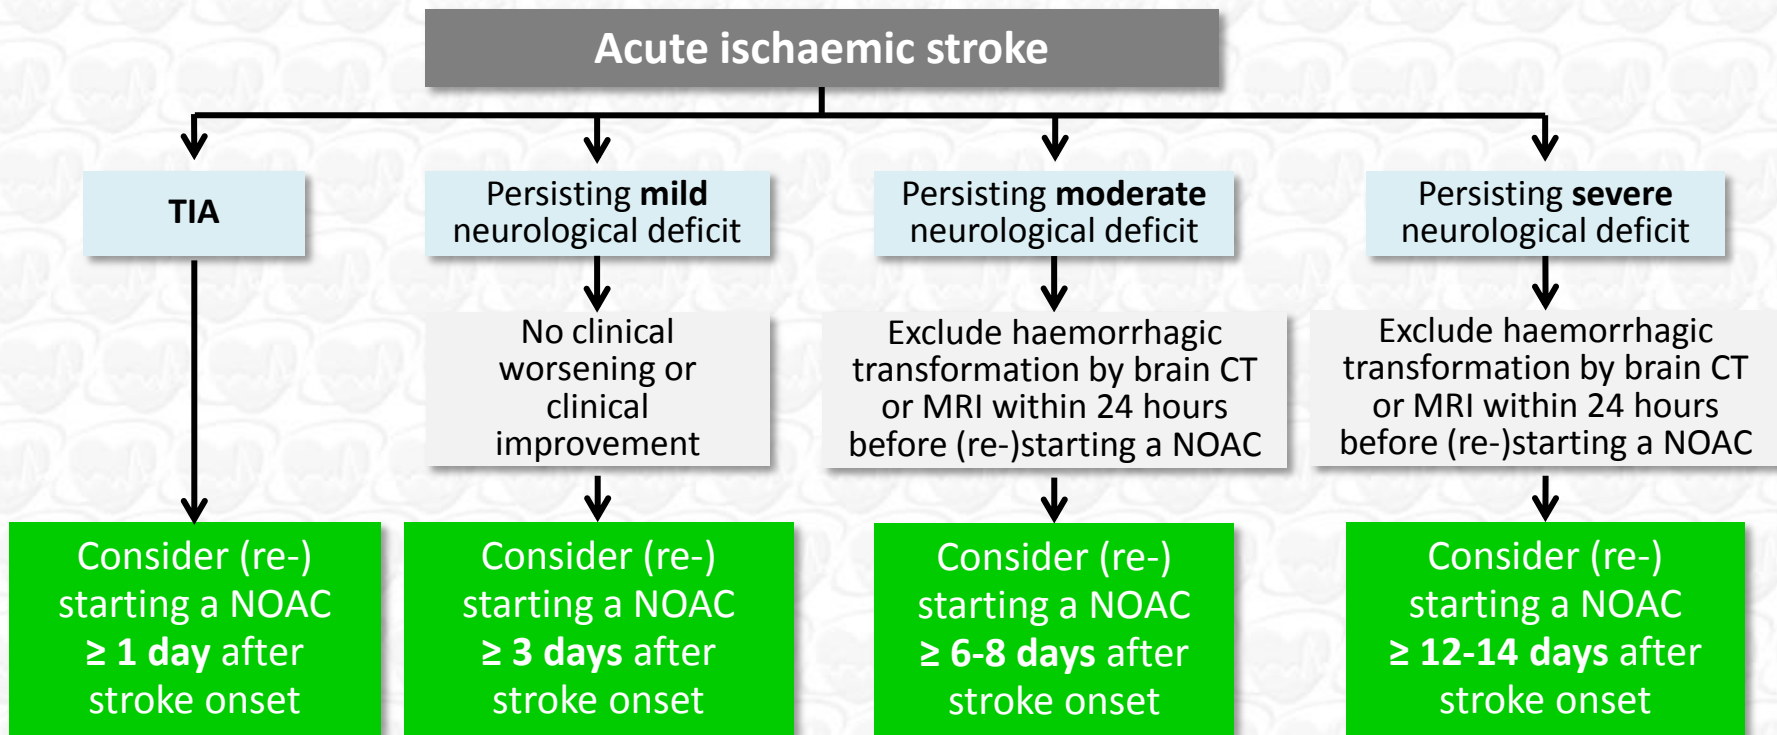 Acute ischaemic stroke
TIA
Persisting mild
neurological deficit
Persisting moderate
neurological deficit
Persisting severe
neurological deficit
No clinical
worsening or
clinical
improvement
Exclude haemorrhagic
transformation by brain CT
or MRI within 24 hours
before (re-)starting a NOAC
Exclude haemorrhagic
transformation by brain CT
or MRI within 24 hours
before (re-)starting a NOAC
Consider (re-)
starting a NOAC
≥ 1 day after
stroke onset
Consider (re-)
starting a NOAC
≥ 3 days after
stroke onset
Consider (re-)
starting a NOAC
≥ 6-8 days after
stroke onset
Consider (re-)
starting a NOAC
≥ 12-14 days after
stroke onset